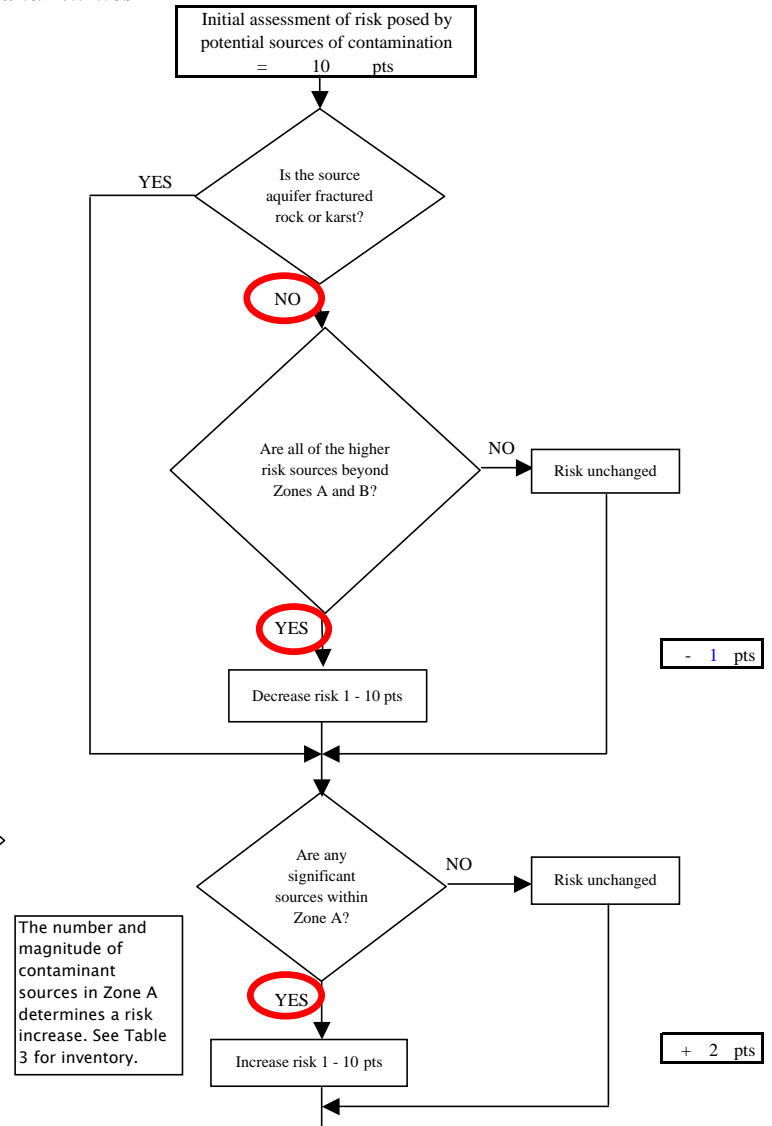 Initial assessment of risk posed by
potential sources of contamination
= 10 pts
Is the source
aquifer fractured
rock or karst?
YES
NO
Are all of the higher
risk sources beyond
Zones A and B?
NO
Risk unchanged
YES
- 1 pts
Decrease risk 1 - 10 pts
Are any
significant
sources within
Zone A?
NO
Risk unchanged
The number and
magnitude of
contaminant
sources in Zone A
determines a risk
increase. See Table
3 for inventory.
YES
Increase risk 1 - 10 pts
+ 2 pts